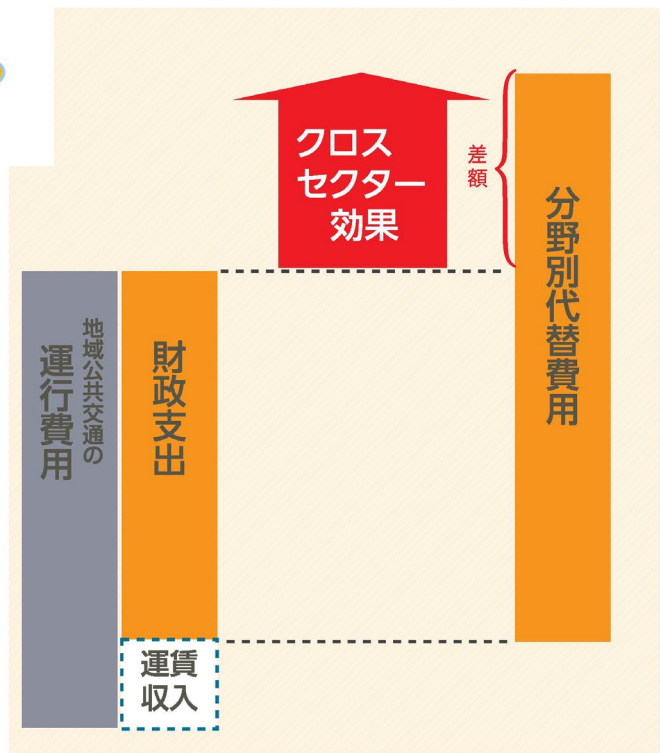 クロス
セクター
効果
差額
分野別代替費用
地域公共交通の
運行費用
財政支出
運賃
収入